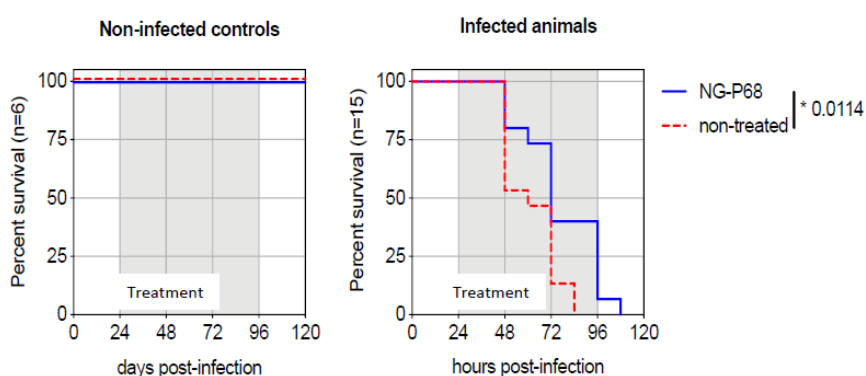 Non-infected controls
Percent survival (n=6)
100
75
50
25
0
Treatment
0 24 48 72 96 120
days post-infection
Infected animals
Percent survival (n=15)
100
75
50
25
0
Treatment
0 24 48 72 96 120
hours post-infection
NG-P68
non-treated
* 0.0114